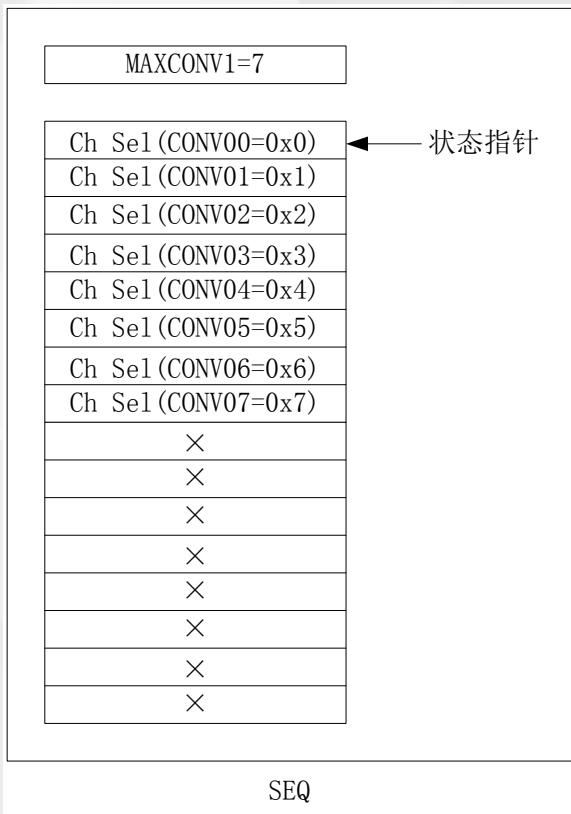 MAXCONV1=7
Ch Sel(CONV00=0x0)
状态指针
Ch Sel(CONV01=0x1)
Ch Sel(CONV02=0x2)
Ch Sel(CONV03=0x3)
Ch Sel(CONV04=0x4)
Ch Sel(CONV05=0x5)
Ch Sel(CONV06=0x6)
Ch Sel(CONV07=0x7)
×
×
×
×
×
×
×
×
SEQ